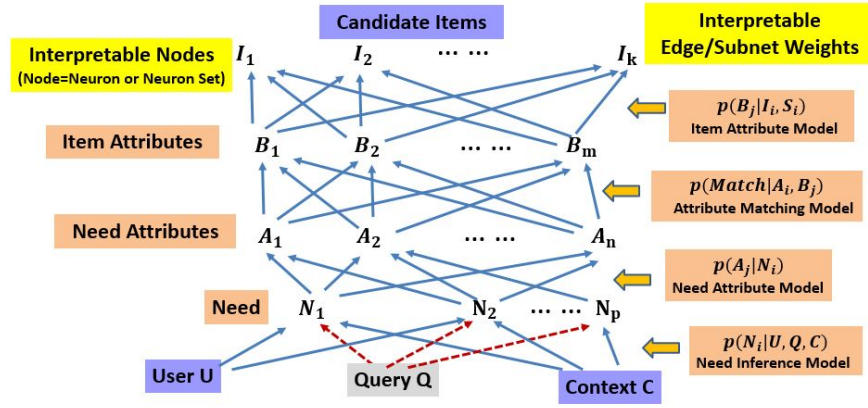 Candidate Items
Interpretable Nodes
(Node=Neuron or Neuron Set)
I₁ I₂ ... ... Iₖ
Interpretable
Edge/Subnet Weights
p(Bⱼ|Iᵢ, Sᵢ)
Item Attribute Model
Item Attributes
B₁ B₂ ... ... Bₘ
p(Match|Aᵢ, Bⱼ)
Attribute Matching Model
Need Attributes
A₁ A₂ ... ... Aₙ
p(Aⱼ|Nᵢ)
Need Attribute Model
Need
N₁ N₂ ... ... Nₚ
p(Nᵢ|U, Q, C)
Need Inference Model
User U
Query Q
Context C